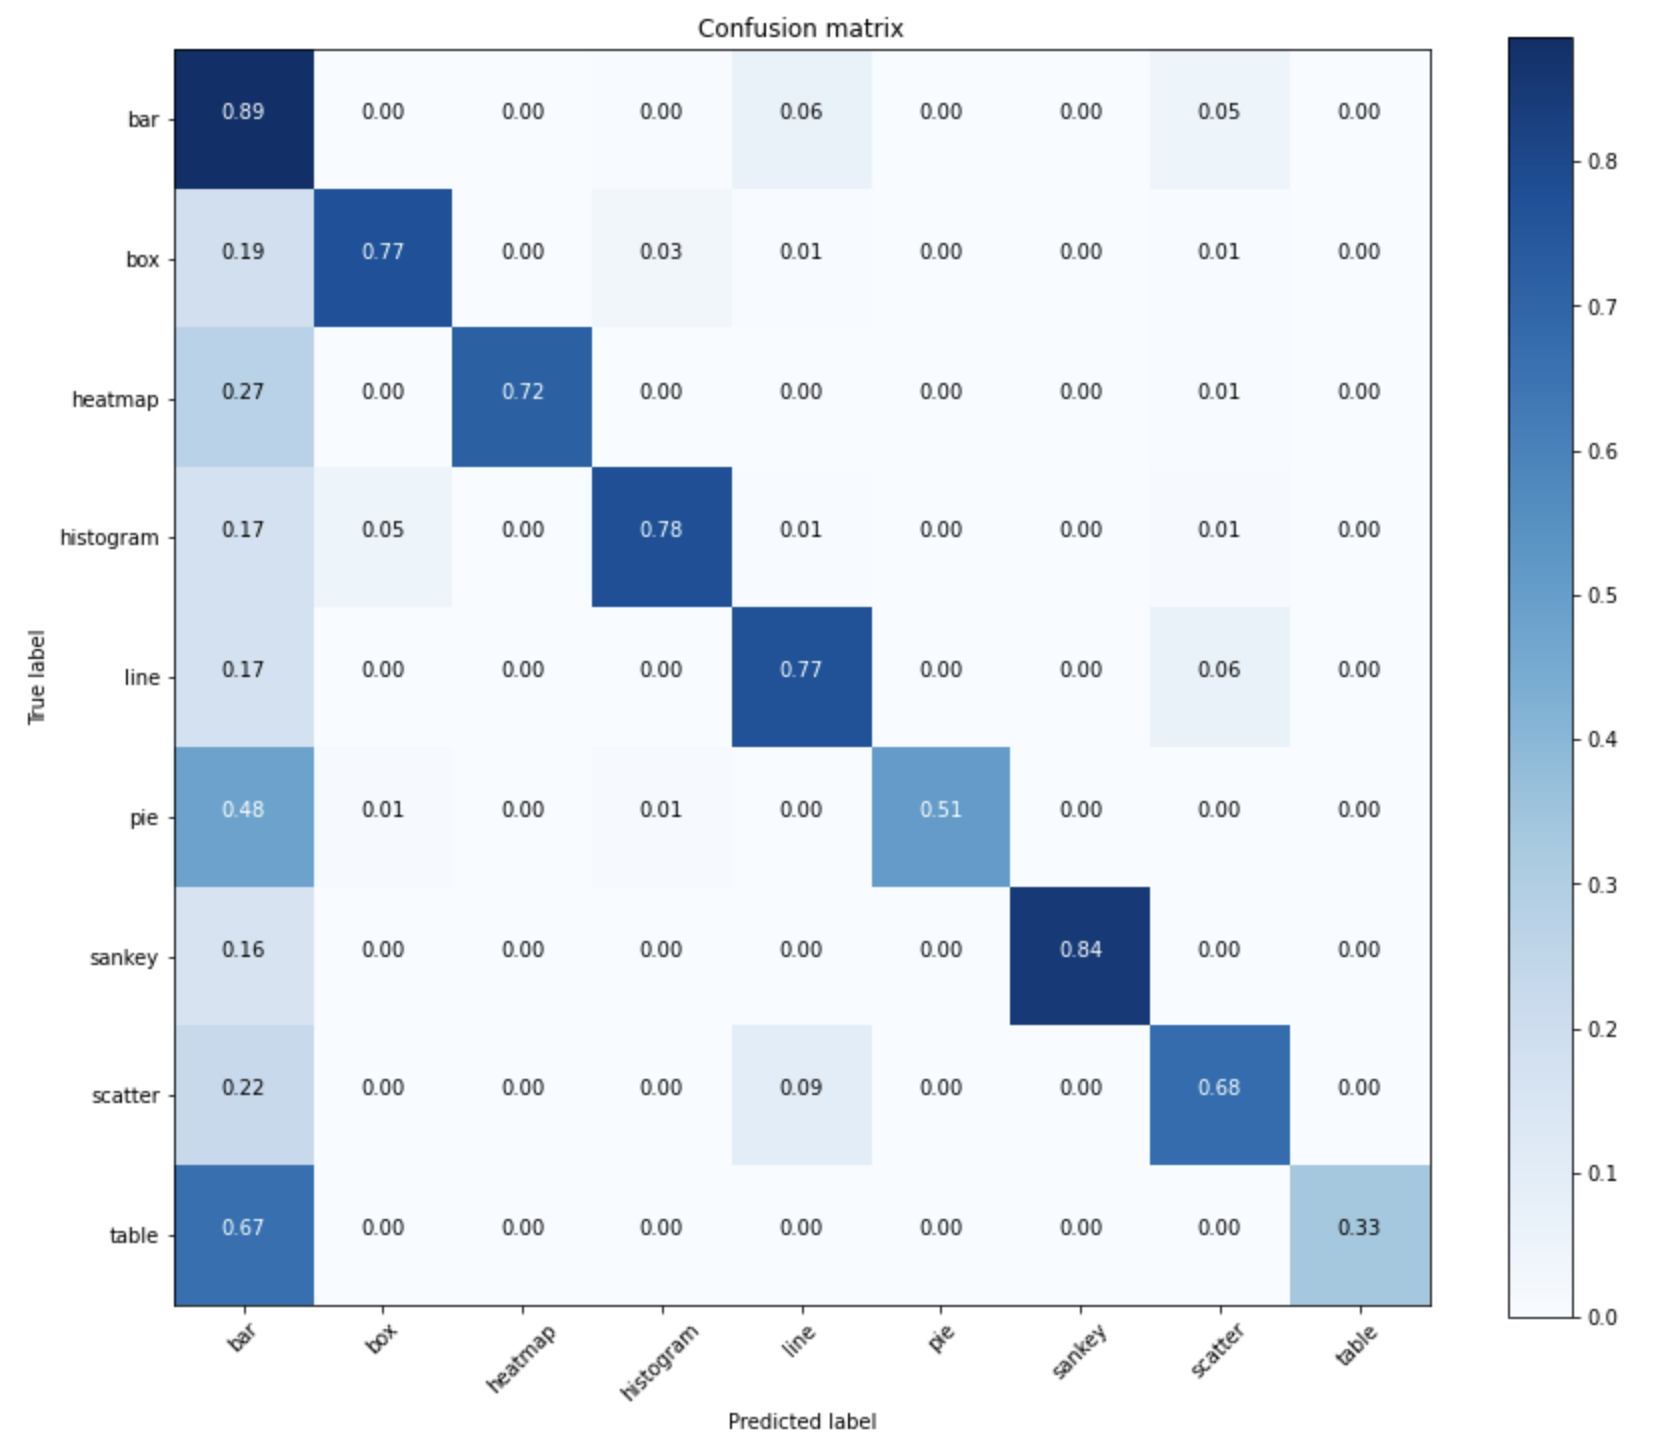 Confusion matrix
bar 0.89 0.00 0.00 0.00 0.06 0.00 0.00 0.05 0.00
box 0.19 0.77 0.00 0.03 0.01 0.00 0.00 0.01 0.00
heatmap 0.27 0.00 0.72 0.00 0.00 0.00 0.00 0.01 0.00
histogram 0.17 0.05 0.00 0.78 0.01 0.00 0.00 0.01 0.00
line 0.17 0.00 0.00 0.00 0.77 0.00 0.00 0.06 0.00
pie 0.48 0.01 0.00 0.01 0.00 0.51 0.00 0.00 0.00
sankey 0.16 0.00 0.00 0.00 0.00 0.00 0.84 0.00 0.00
scatter 0.22 0.00 0.00 0.00 0.09 0.00 0.00 0.68 0.00
table 0.67 0.00 0.00 0.00 0.00 0.00 0.00 0.00 0.33
True label
bar box heatmap histogram line pie sankey scatter table
Predicted label
0.8
0.7
0.6
0.5
0.4
0.3
0.2
0.1
0.0